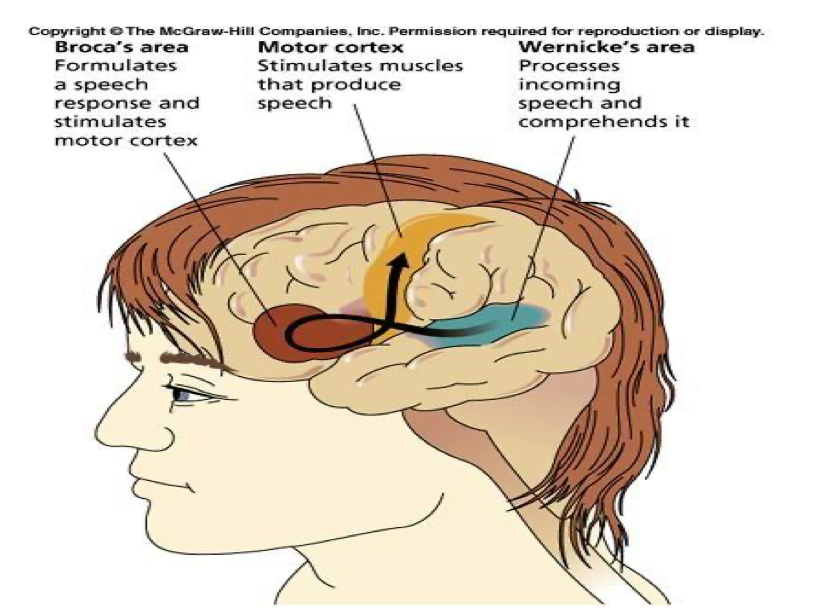 Copyright © The McGraw-Hill Companies, Inc. Permission required for reproduction or display.
Broca's area
Formulates
a speech
response and
stimulates
motor cortex
Motor cortex
Stimulates muscles
that produce
speech
Wernicke's area
Processes
incoming
speech and
comprehends it